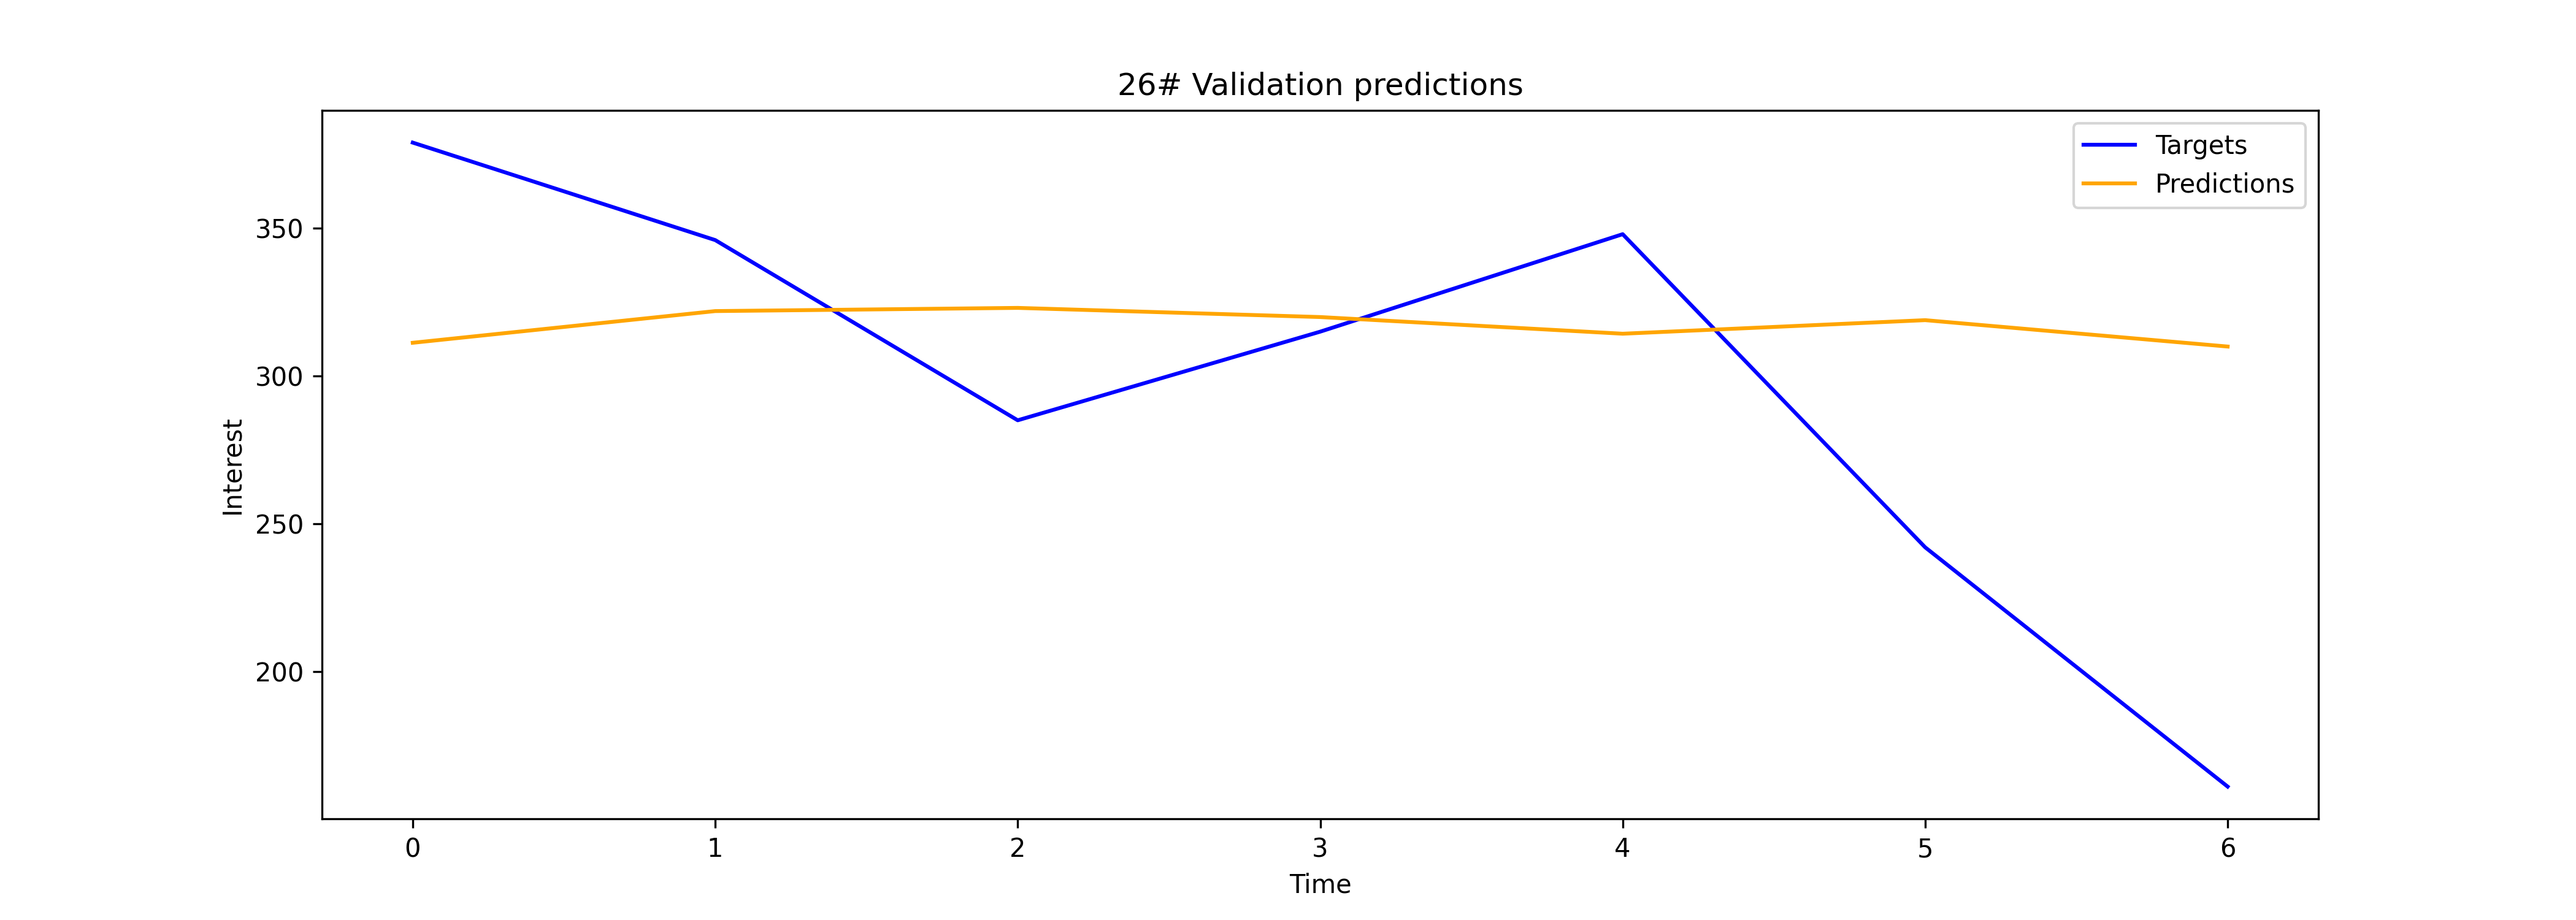 26# Validation predictions
Targets
Predictions
350
300
250
200
Interest
0 1 2 3 4 5 6
Time